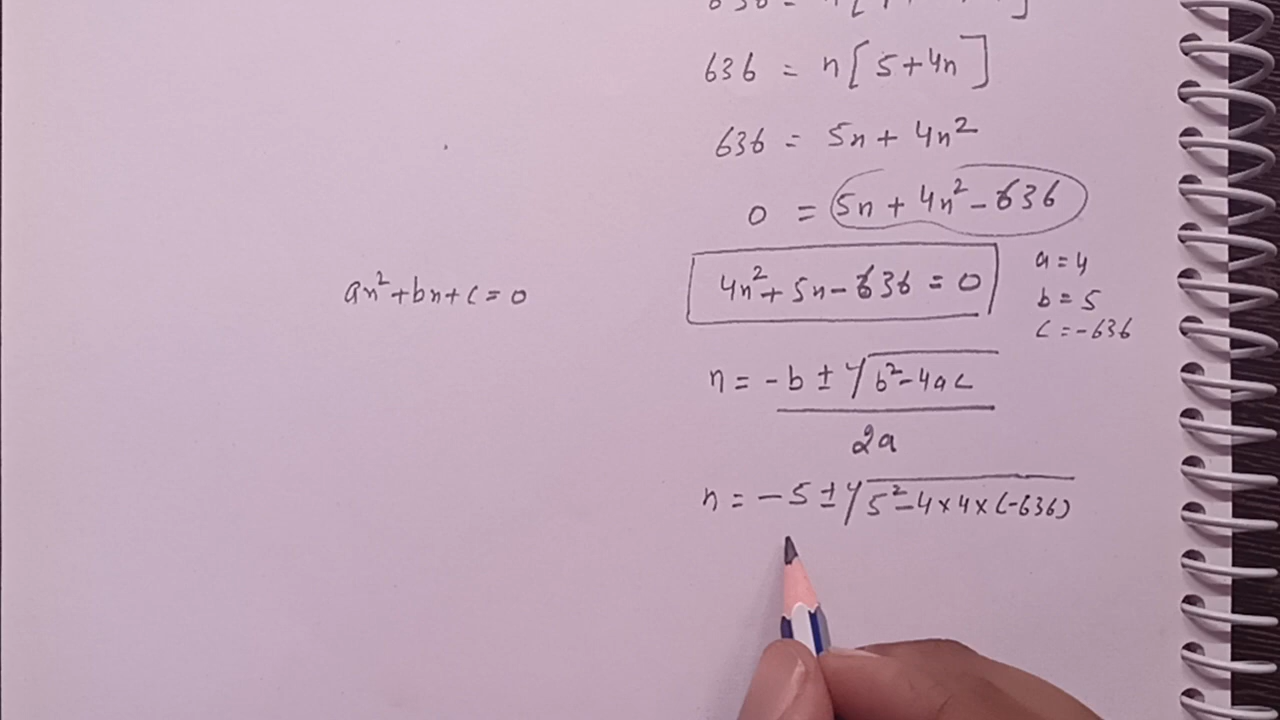 636 = n[5+4n]
636 = 5n + 4n²
0 = 5n + 4n² - 636
4n² + 5n - 636 = 0
a = 4
b = 5
c = -636
an² + bn + c = 0
n = -b ± √b² - 4ac
2a
n = -5 ± √5² - 4 × 4 × (-636)